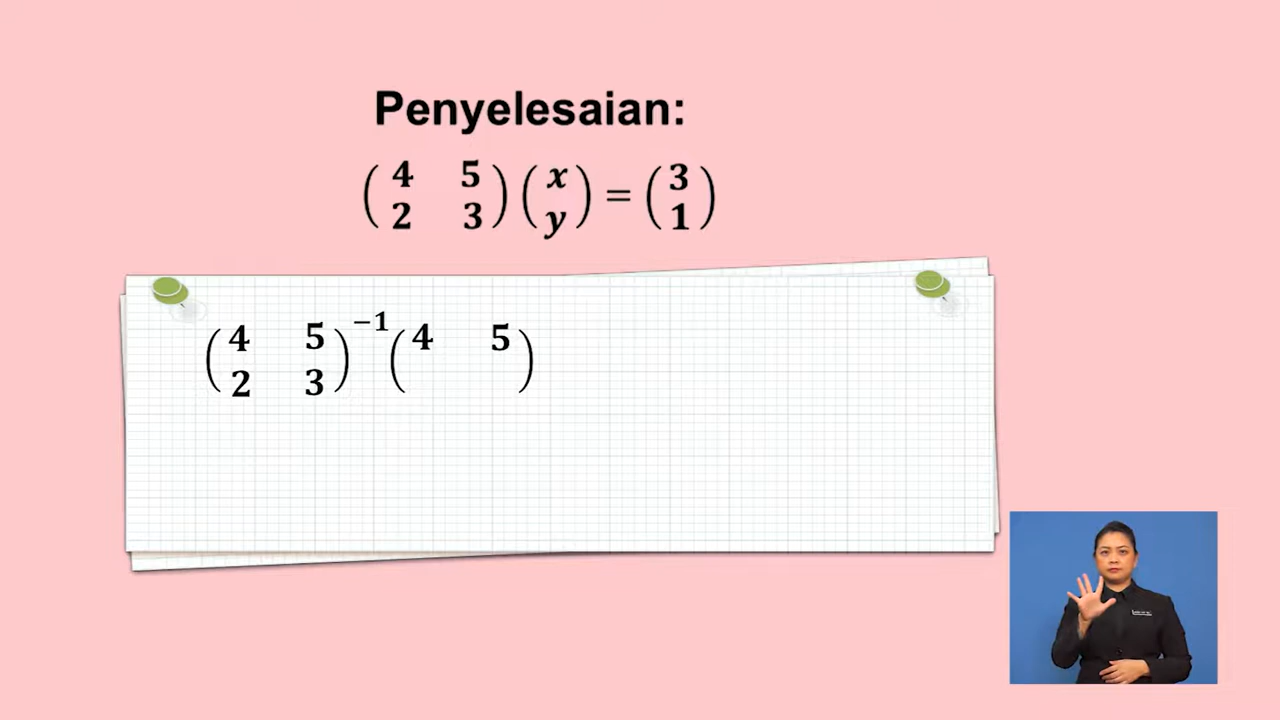 Penyelesaian:
( 4 5 ) ( x ) = ( 3 )
( 2 3 ) ( y ) ( 1 )
( 4 5 )⁻¹ ( 4 5 )
( 2 3 )